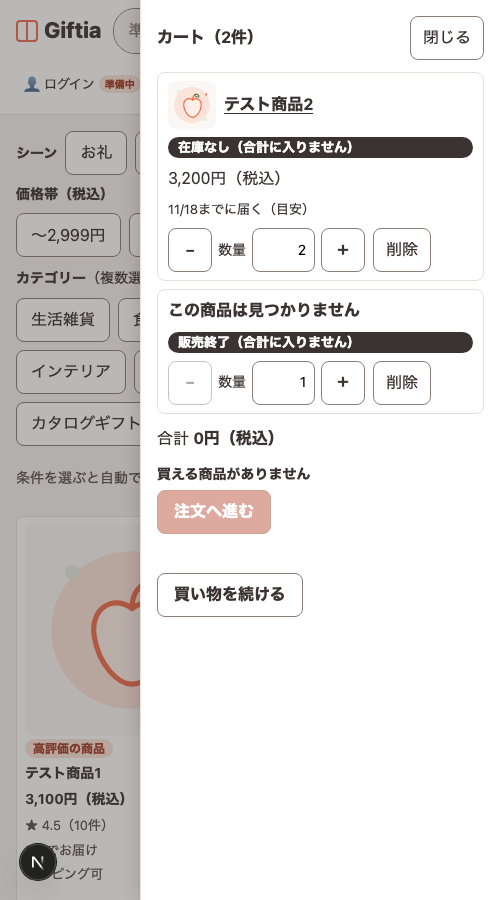 Giftia
準
ログイン 準備中
シーン お礼
価格帯（税込）
〜2,999円
カテゴリー（複数選
生活雑貨
インテリア
カタログギフト
条件を選ぶと自動で
高評価の商品
テスト商品1
3,100円（税込）
★ 4.5（10件）
でお届け
ピング可
N
カート（2件）
閉じる
テスト商品2
在庫なし（合計に入りません）
3,200円（税込）
11/18までに届く（目安）
− 数量 2 + 削除
この商品は見つかりません
販売終了（合計に入りません）
− 数量 1 + 削除
合計 0円（税込）
買える商品がありません
注文へ進む
買い物を続ける